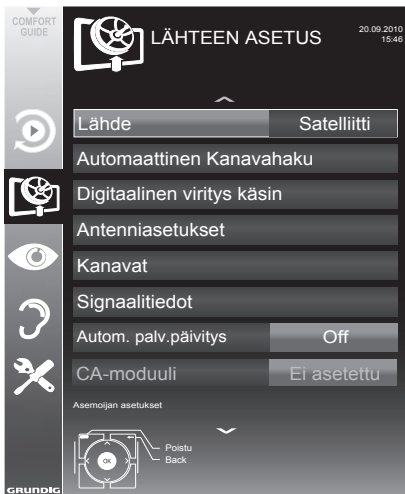 COMFORT
GUIDE
LÄHTEEN ASETUS
20.09.2010
15:46
Lähde Satelliitti
Automaattinen Kanavahaku
Digitaalinen viritys käsin
Antenniasetukset
Kanavat
Signaalitiedot
Autom. palv.päivitys Off
CA-moduuli Ei asetettu
Asemoijan asetukset
Poistu
OK
Back
GRUNDIG